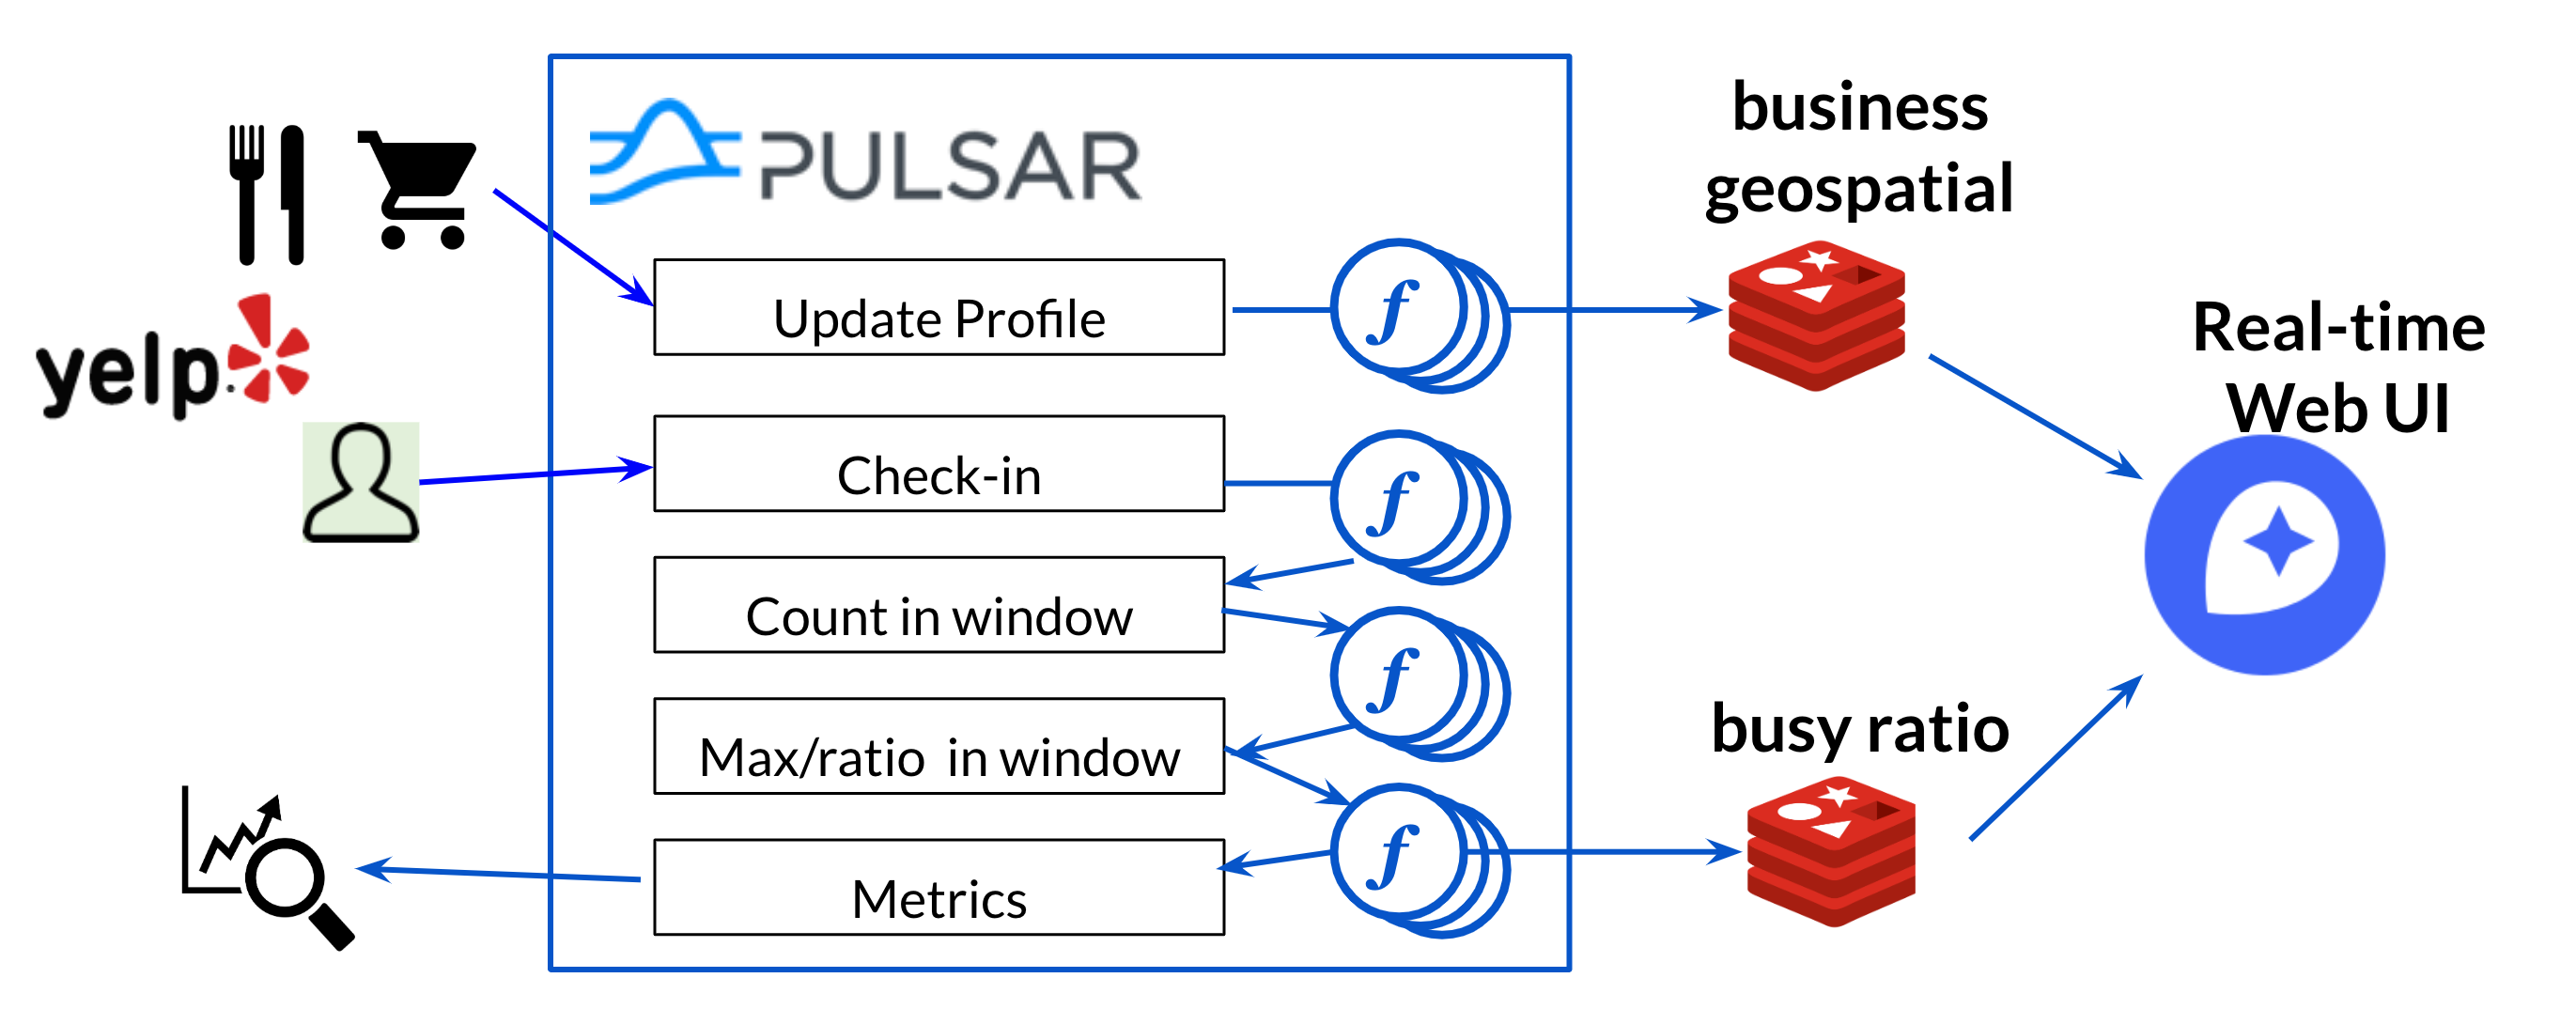 PULSAR
yelp
Update Profile
f
Check-in
f
Count in window
f
Max/ratio in window
f
Metrics
business
geospatial
busy ratio
Real-time
Web UI